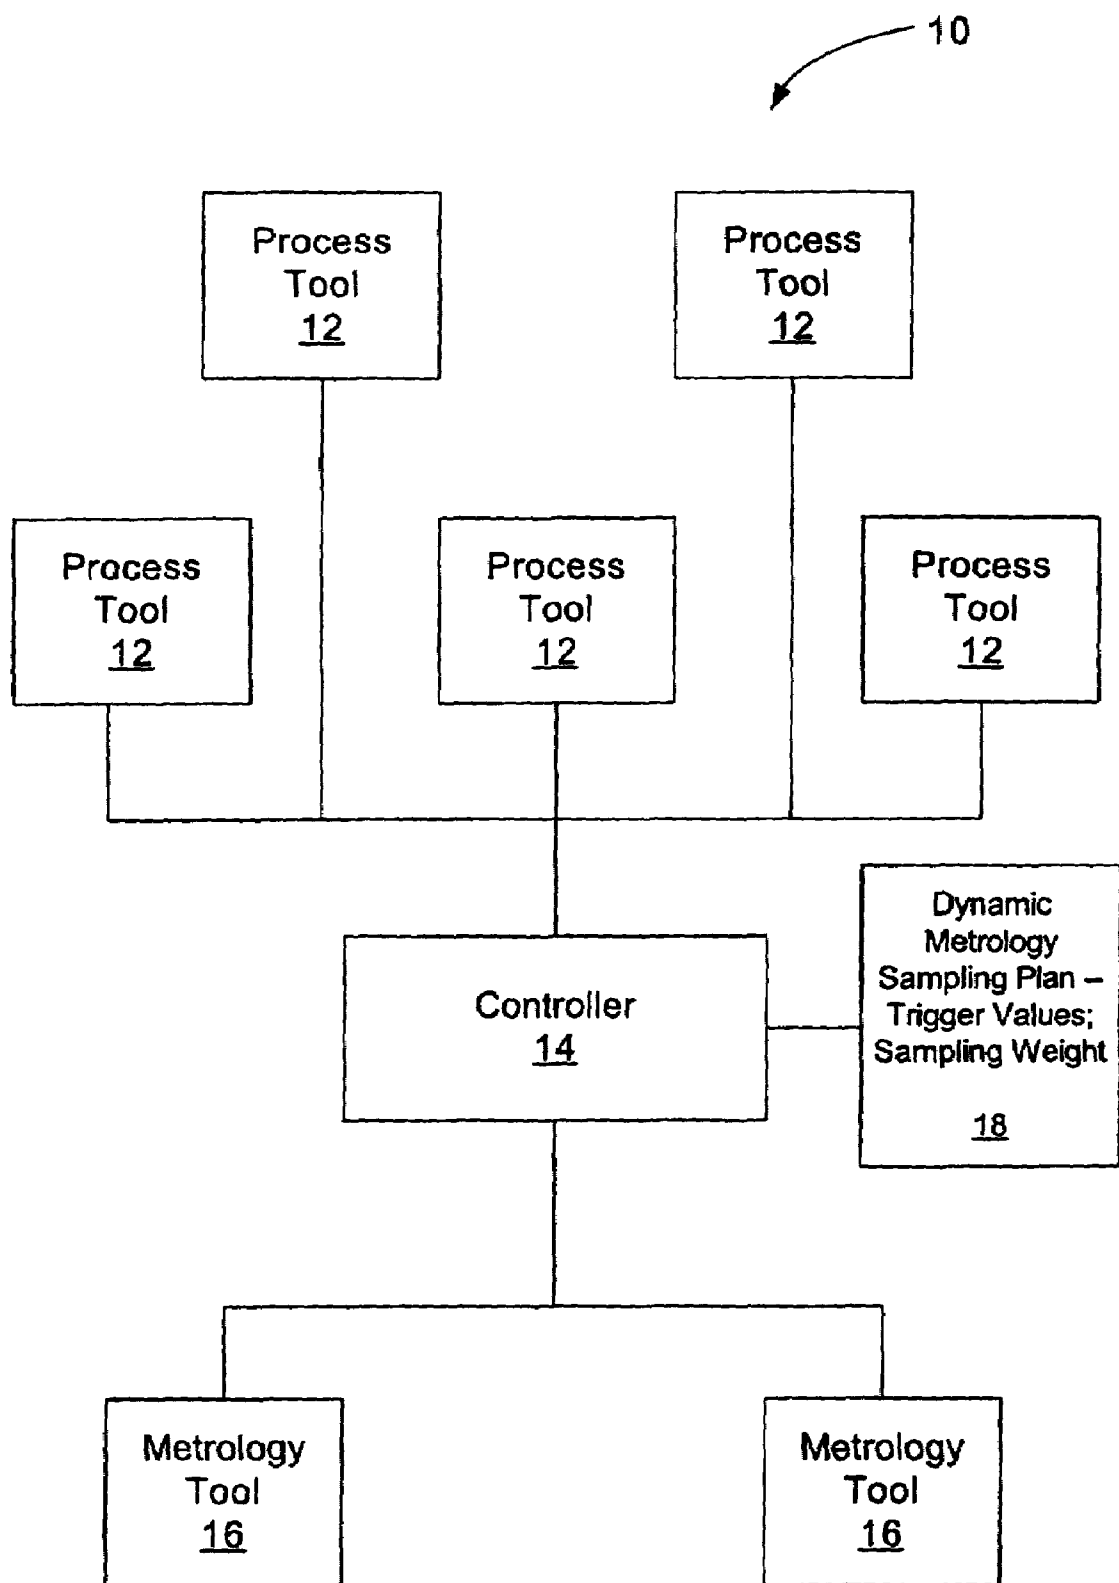 10
Process
Tool
12
Process
Tool
12
Process
Tool
12
Process
Tool
12
Process
Tool
12
Dynamic
Metrology
Sampling Plan –
Trigger Values;
Sampling Weight
18
Controller
14
Metrology
Tool
16
Metrology
Tool
16